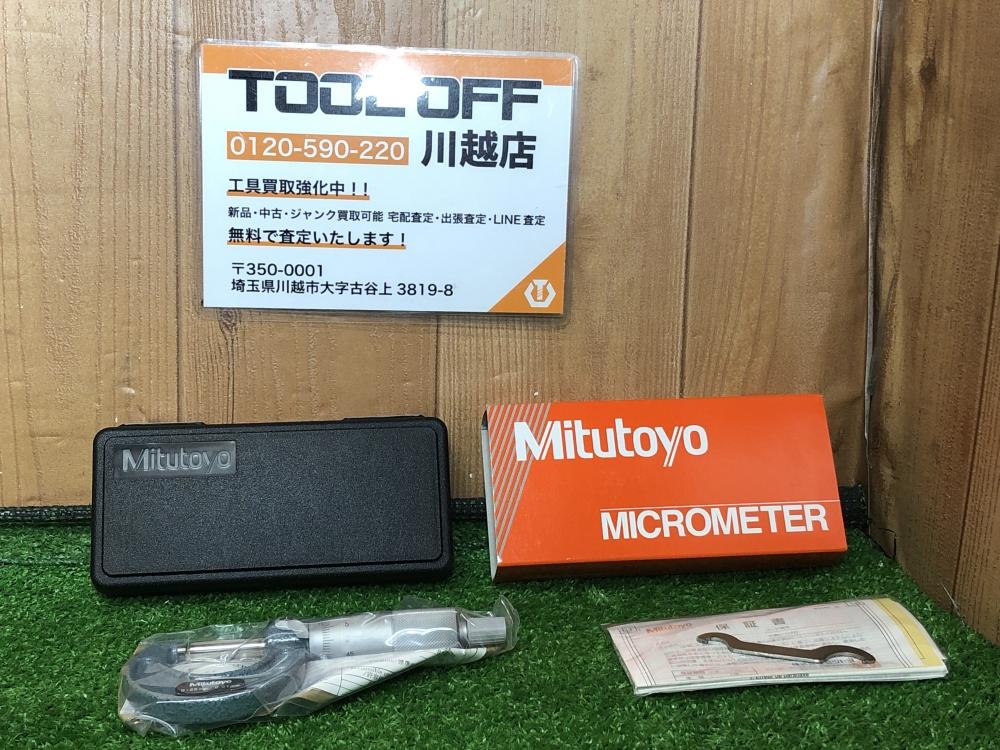 TOOL OFF
0120-590-220 川越店
工具買取強化中！！
新品・中古・ジャンク買取可能 宅配査定・出張査定・LINE査定
無料で査定いたします！
〒350-0001
埼玉県川越市大字古谷上 3819-8
Mitutoyo
Mitutoyo
MICROMETER
Mitutoyo
Mitutoyo 保証書